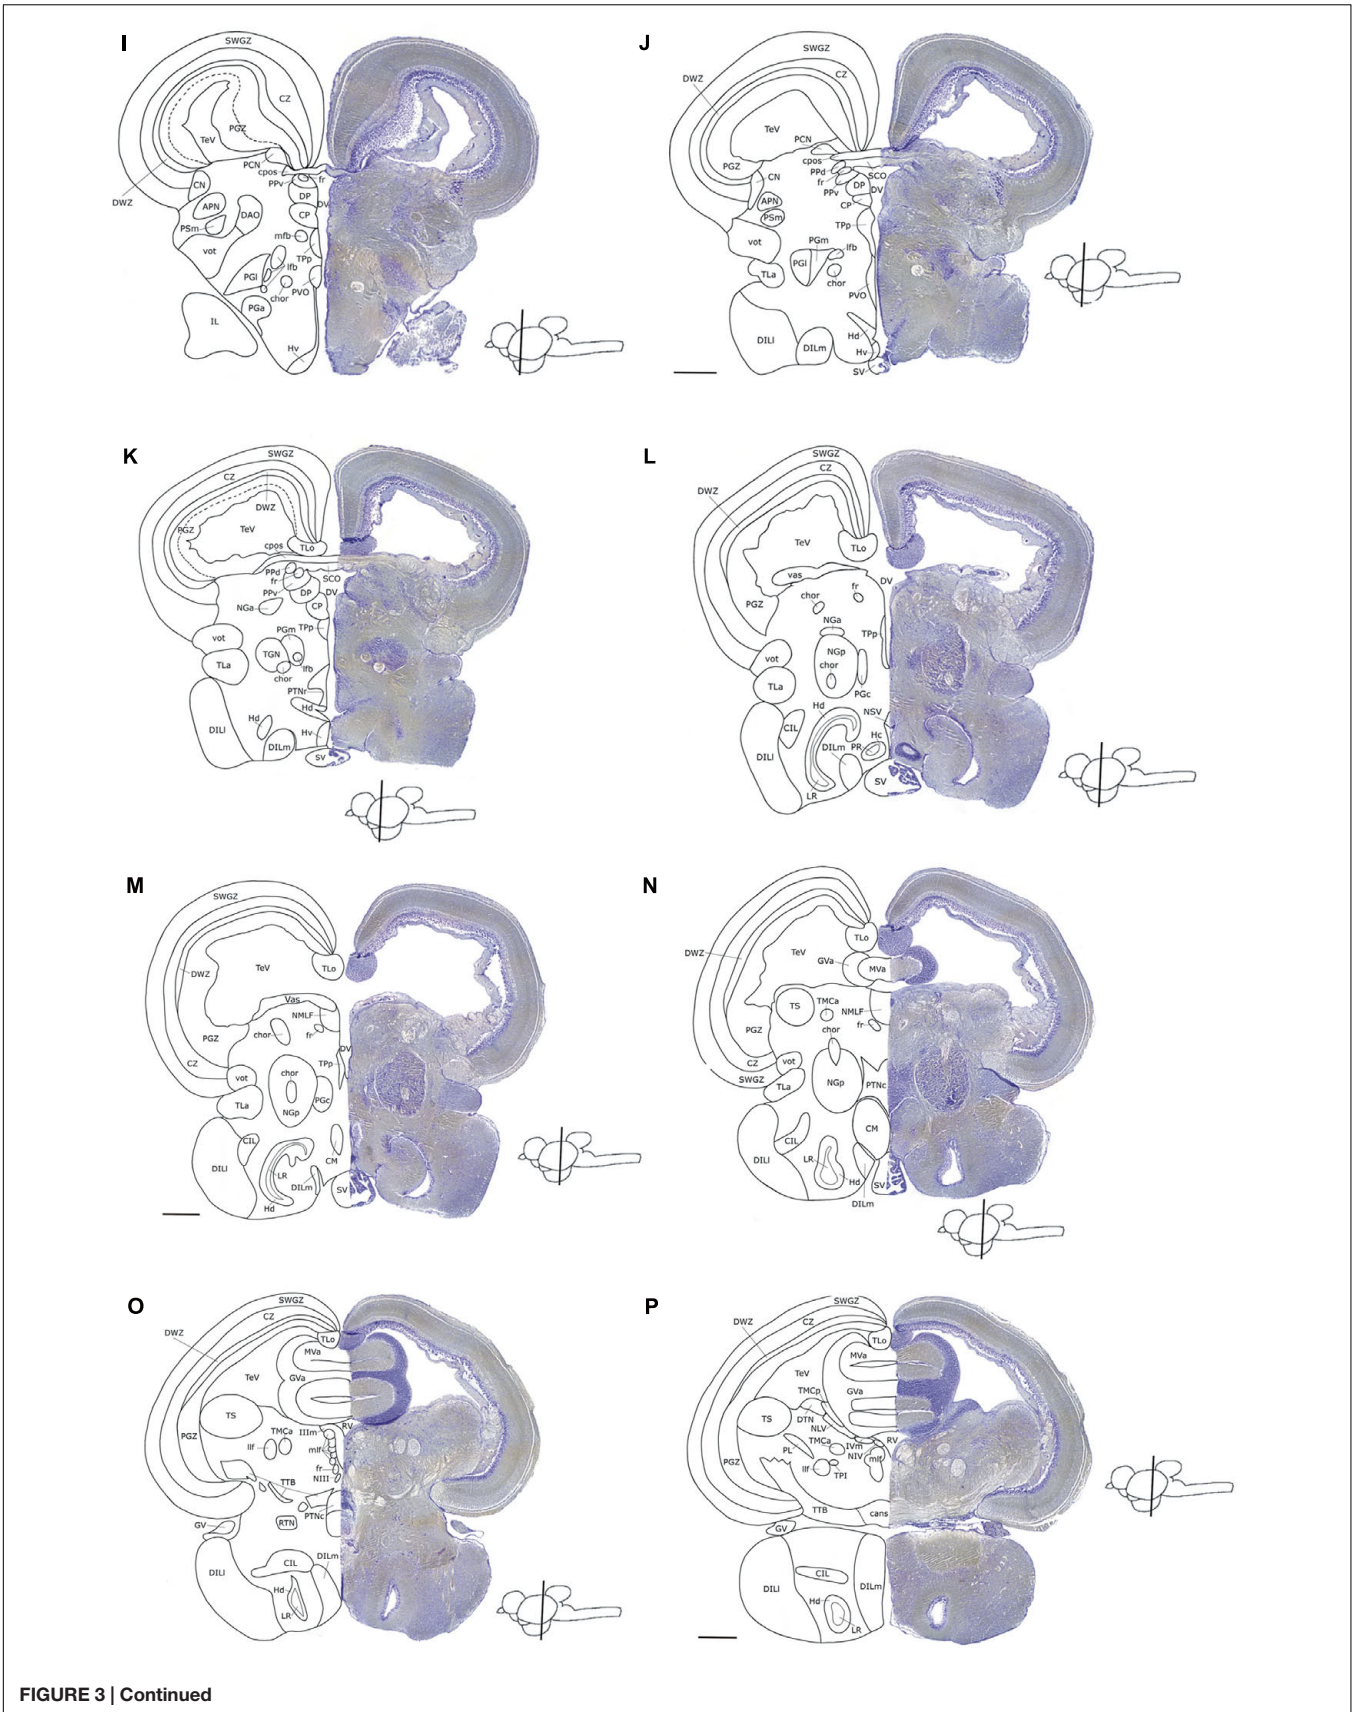 I
SWGZ
CZ
PGZ
TeV
PCN
cpos
fr
PPv
CN
DP
DV
DWZ
APN
DAO
CP
PSm
mfb
vot
TPp
lfb
PGl
chor
PVO
PGa
IL
Hv
J
SWGZ
DWZ
CZ
TeV
PCN
cpos
PGZ
PPd
SCO
CN
fr
DP
DV
PPv
APN
CP
PSm
TPp
vot
PGm
lfb
PGl
TLa
chor
PVO
Hd
DILl
DILm
Hv
SV
K
SWGZ
CZ
DWZ
PGZ
TeV
cpos
TLo
PPd
SCO
fr
PPv
DP
DV
NGa
CP
PGm
TPp
vot
TGN
TLa
lfb
chor
PTNr
Hd
Hd
DILl
Hv
DILm
SV
L
SWGZ
CZ
DWZ
TeV
TLo
vas
DV
fr
chor
PGZ
NGa
TPp
NGp
vot
chor
TLa
PGc
Hd
NSV
CIL
Hc
DILm
PR
DILl
SV
LR
M
SWGZ
DWZ
TeV
TLo
Vas
NMLF
chor
fr
PGZ
DV
CZ
TPp
chor
vot
PGc
TLa
NGp
CIL
CM
DILl
LR
DILm
SV
Hd
N
TLo
DWZ
TeV
GVa
MVa
TS
TMCa
NMLF
chor
fr
PGZ
CZ
vot
SWGZ
TLa
NGp
PTNc
CM
CIL
DILl
LR
Hd
SV
DILm
O
SWGZ
CZ
DWZ
TLo
MVa
TeV
GVa
TS
RV
TMCa
IIIm
PGZ
llf
mlf
fr
NIII
TTB
PTNc
GV
RTN
DILm
CIL
DILl
Hd
LR
P
SWGZ
DWZ
CZ
TLo
MVa
TeV
TMCp
GVa
TS
DTN
NLV
RV
TMCa
IVm
PL
NIV
mlf
PGZ
llf
TPI
TTB
cans
GV
CIL
DILl
DILm
Hd
LR
FIGURE 3 | Continued